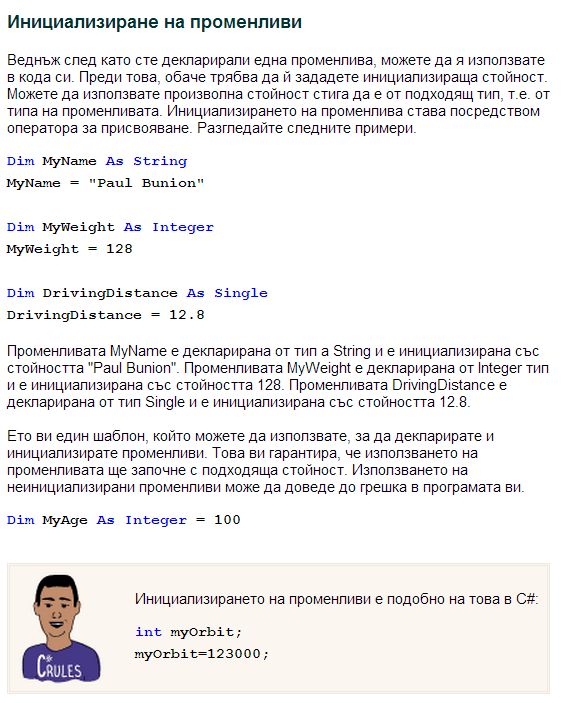 Инициализиране на променливи
Веднъж след като сте декларирали една променлива, можете да я използвате
в кода си. Преди това, обаче трябва да й зададете инициализираща стойност.
Можете да използвате произволна стойност стига да е от подходящ тип, т.е. от
типа на променливата. Инициализирането на променлива става посредством
оператора за присвояване. Разгледайте следните примери.
Dim MyName As String
MyName = "Paul Bunion"
Dim MyWeight As Integer
MyWeight = 128
Dim DrivingDistance As Single
DrivingDistance = 12.8
Променливата MyName е декларирана от тип a String и е инициализирана със
стойността "Paul Bunion". Променливата MyWeight е декларирана от Integer тип
и е инициализирана със стойността 128. Променливата DrivingDistance е
декларирана от тип Single и е инициализирана със стойността 12.8.
Ето ви един шаблон, който можете да използвате, за да декларирате и
инициализирате променливи. Това ви гарантира, че използването на
променливата ще започне с подходяща стойност. Използването на
неинициализирани променливи може да доведе до грешка в програмата ви.
Dim MyAge As Integer = 100
Инициализирането на променливи е подобно на това в C#:
int myOrbit;
myOrbit=123000;
C#
RULES